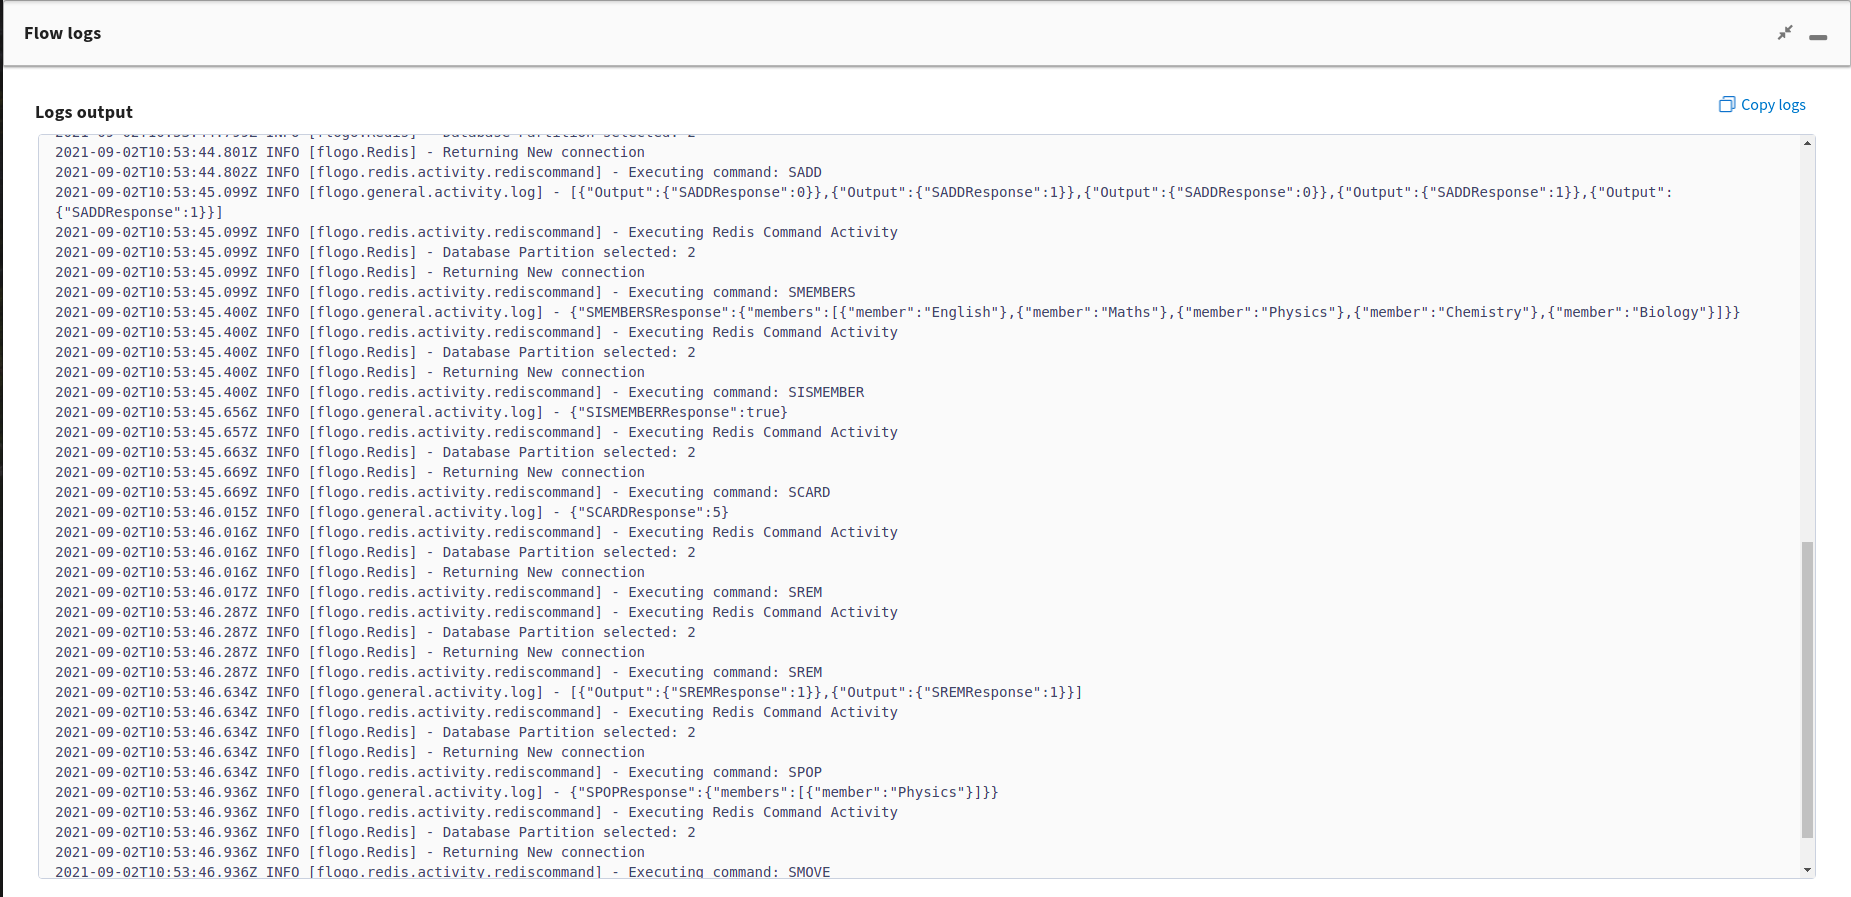 Flow logs
Logs output
Copy logs
2021-09-02T10:53:44.799Z INFO [flogo.Redis] - Database Partition selected: 2
2021-09-02T10:53:44.801Z INFO [flogo.Redis] - Returning New connection
2021-09-02T10:53:44.802Z INFO [flogo.redis.activity.rediscommand] - Executing command: SADD
2021-09-02T10:53:45.099Z INFO [flogo.general.activity.log] - [{"Output":{"SADDResponse":0}},{"Output":{"SADDResponse":1}},{"Output":{"SADDResponse":0}},{"Output":{"SADDResponse":1}},{"Output":
{"SADDResponse":1}}]
2021-09-02T10:53:45.099Z INFO [flogo.redis.activity.rediscommand] - Executing Redis Command Activity
2021-09-02T10:53:45.099Z INFO [flogo.Redis] - Database Partition selected: 2
2021-09-02T10:53:45.099Z INFO [flogo.Redis] - Returning New connection
2021-09-02T10:53:45.099Z INFO [flogo.redis.activity.rediscommand] - Executing command: SMEMBERS
2021-09-02T10:53:45.400Z INFO [flogo.general.activity.log] - {"SMEMBERSResponse":{"members":[{"member":"English"},{"member":"Maths"},{"member":"Physics"},{"member":"Chemistry"},{"member":"Biology"}]}}
2021-09-02T10:53:45.400Z INFO [flogo.redis.activity.rediscommand] - Executing Redis Command Activity
2021-09-02T10:53:45.400Z INFO [flogo.Redis] - Database Partition selected: 2
2021-09-02T10:53:45.400Z INFO [flogo.Redis] - Returning New connection
2021-09-02T10:53:45.400Z INFO [flogo.redis.activity.rediscommand] - Executing command: SISMEMBER
2021-09-02T10:53:45.656Z INFO [flogo.general.activity.log] - {"SISMEMBERResponse":true}
2021-09-02T10:53:45.657Z INFO [flogo.redis.activity.rediscommand] - Executing Redis Command Activity
2021-09-02T10:53:45.663Z INFO [flogo.Redis] - Database Partition selected: 2
2021-09-02T10:53:45.669Z INFO [flogo.Redis] - Returning New connection
2021-09-02T10:53:45.669Z INFO [flogo.redis.activity.rediscommand] - Executing command: SCARD
2021-09-02T10:53:46.015Z INFO [flogo.general.activity.log] - {"SCARDResponse":5}
2021-09-02T10:53:46.016Z INFO [flogo.redis.activity.rediscommand] - Executing Redis Command Activity
2021-09-02T10:53:46.016Z INFO [flogo.Redis] - Database Partition selected: 2
2021-09-02T10:53:46.016Z INFO [flogo.Redis] - Returning New connection
2021-09-02T10:53:46.017Z INFO [flogo.redis.activity.rediscommand] - Executing command: SREM
2021-09-02T10:53:46.287Z INFO [flogo.redis.activity.rediscommand] - Executing Redis Command Activity
2021-09-02T10:53:46.287Z INFO [flogo.Redis] - Database Partition selected: 2
2021-09-02T10:53:46.287Z INFO [flogo.Redis] - Returning New connection
2021-09-02T10:53:46.287Z INFO [flogo.redis.activity.rediscommand] - Executing command: SREM
2021-09-02T10:53:46.634Z INFO [flogo.general.activity.log] - [{"Output":{"SREMResponse":1}},{"Output":{"SREMResponse":1}}]
2021-09-02T10:53:46.634Z INFO [flogo.redis.activity.rediscommand] - Executing Redis Command Activity
2021-09-02T10:53:46.634Z INFO [flogo.Redis] - Database Partition selected: 2
2021-09-02T10:53:46.634Z INFO [flogo.Redis] - Returning New connection
2021-09-02T10:53:46.634Z INFO [flogo.redis.activity.rediscommand] - Executing command: SPOP
2021-09-02T10:53:46.936Z INFO [flogo.general.activity.log] - {"SPOPResponse":{"members":[{"member":"Physics"}]}}
2021-09-02T10:53:46.936Z INFO [flogo.redis.activity.rediscommand] - Executing Redis Command Activity
2021-09-02T10:53:46.936Z INFO [flogo.Redis] - Database Partition selected: 2
2021-09-02T10:53:46.936Z INFO [flogo.Redis] - Returning New connection
2021-09-02T10:53:46.936Z INFO [flogo.redis.activity.rediscommand] - Executing command: SMOVE